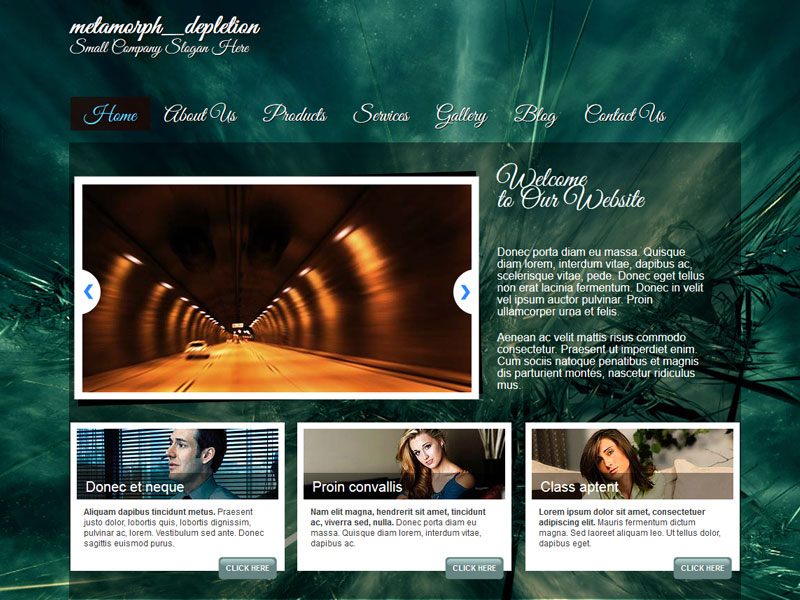 metamorph__depletion
Small Company Slogan Here
Home About Us Products Services Gallery Blog Contact Us
Welcome
to Our Website
Donec porta diam eu massa. Quisque
diam lorem, interdum vitae, dapibus ac,
scelerisque vitae, pede. Donec eget tellus
non erat lacinia fermentum. Donec in velit
vel ipsum auctor pulvinar. Proin
ullamcorper urna et felis.
Aenean ac velit mattis risus commodo
consectetur. Praesent ut imperdiet enim.
Cum sociis natoque penatibus et magnis
dis parturient montes, nascetur ridiculus
mus.
Donec et neque
Aliquam dapibus tincidunt metus. Praesent
justo dolor, lobortis quis, lobortis dignissim,
pulvinar ac, lorem. Vestibulum sed ante. Donec
sagittis euismod purus.
CLICK HERE
Proin convallis
Nam elit magna, hendrerit sit amet, tincidunt
ac, viverra sed, nulla. Donec porta diam eu
massa. Quisque diam lorem, interdum vitae,
dapibus ac.
CLICK HERE
Class aptent
Lorem ipsum dolor sit amet, consectetuer
adipiscing elit. Mauris fermentum dictum
magna. Sed laoreet aliquam leo. Ut tellus dolor,
dapibus eget.
CLICK HERE